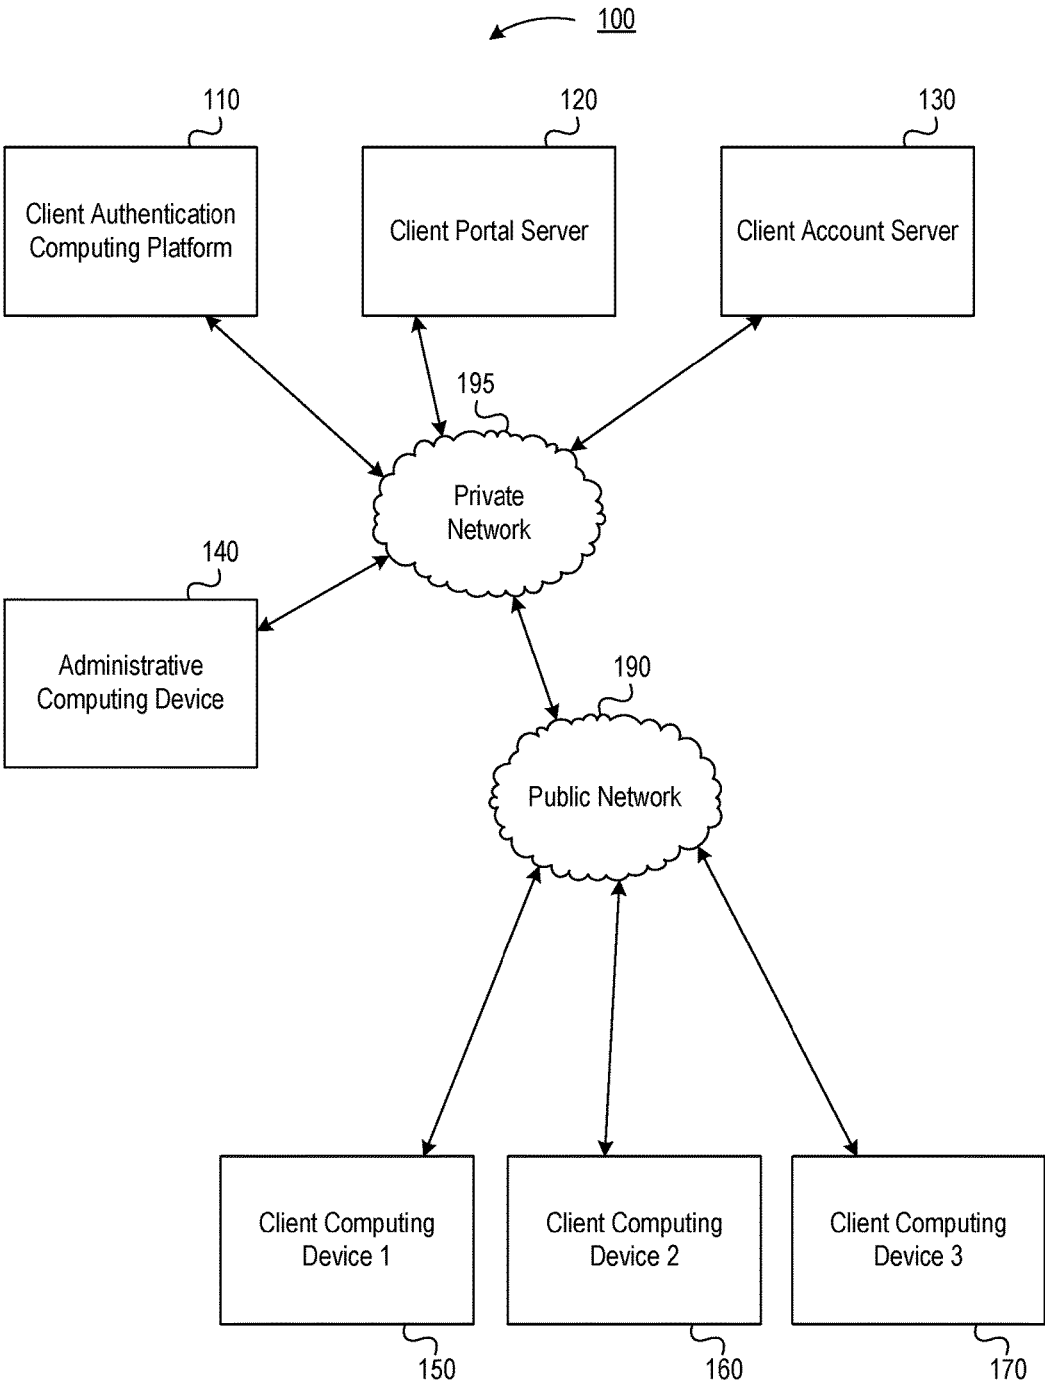 100
110
120
130
Client Authentication
Computing Platform
Client Portal Server
Client Account Server
195
Private
Network
140
Administrative
Computing Device
190
Public Network
Client Computing
Device 1
Client Computing
Device 2
Client Computing
Device 3
150
160
170